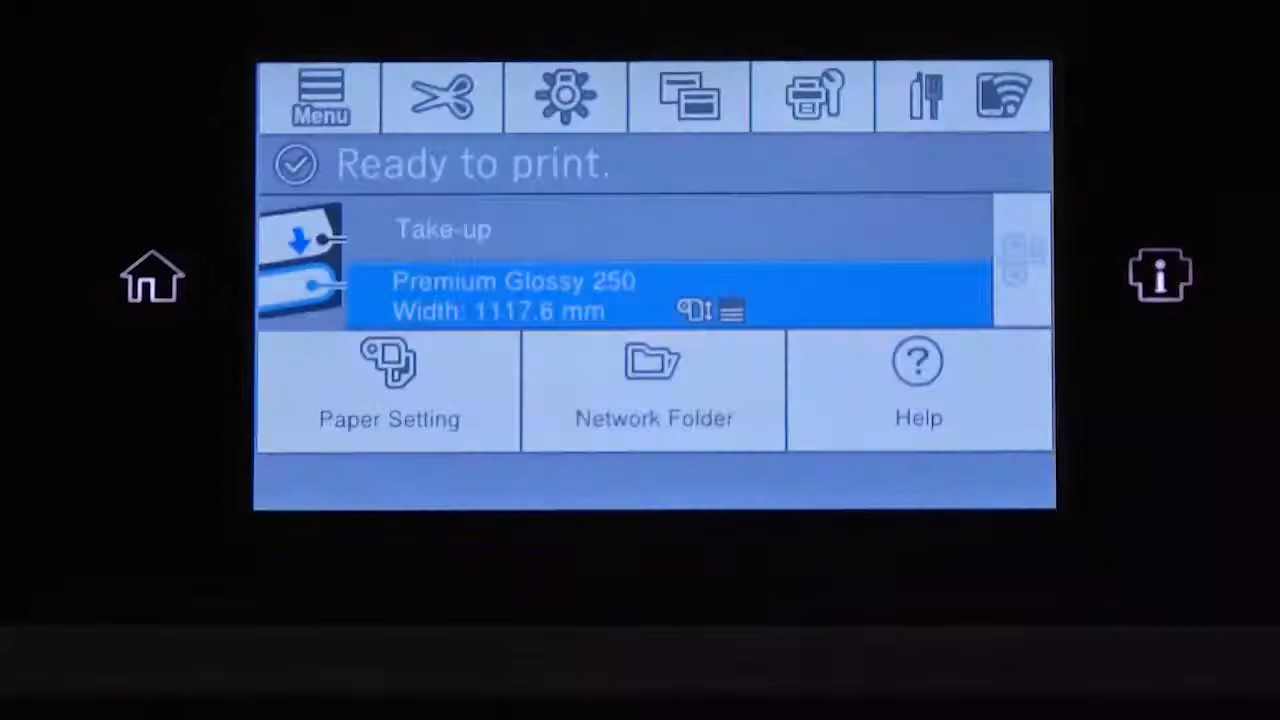 Menu
Ready to print.
Take-up
Premium Glossy 250
Width: 1117.6 mm
Paper Setting
Network Folder
Help